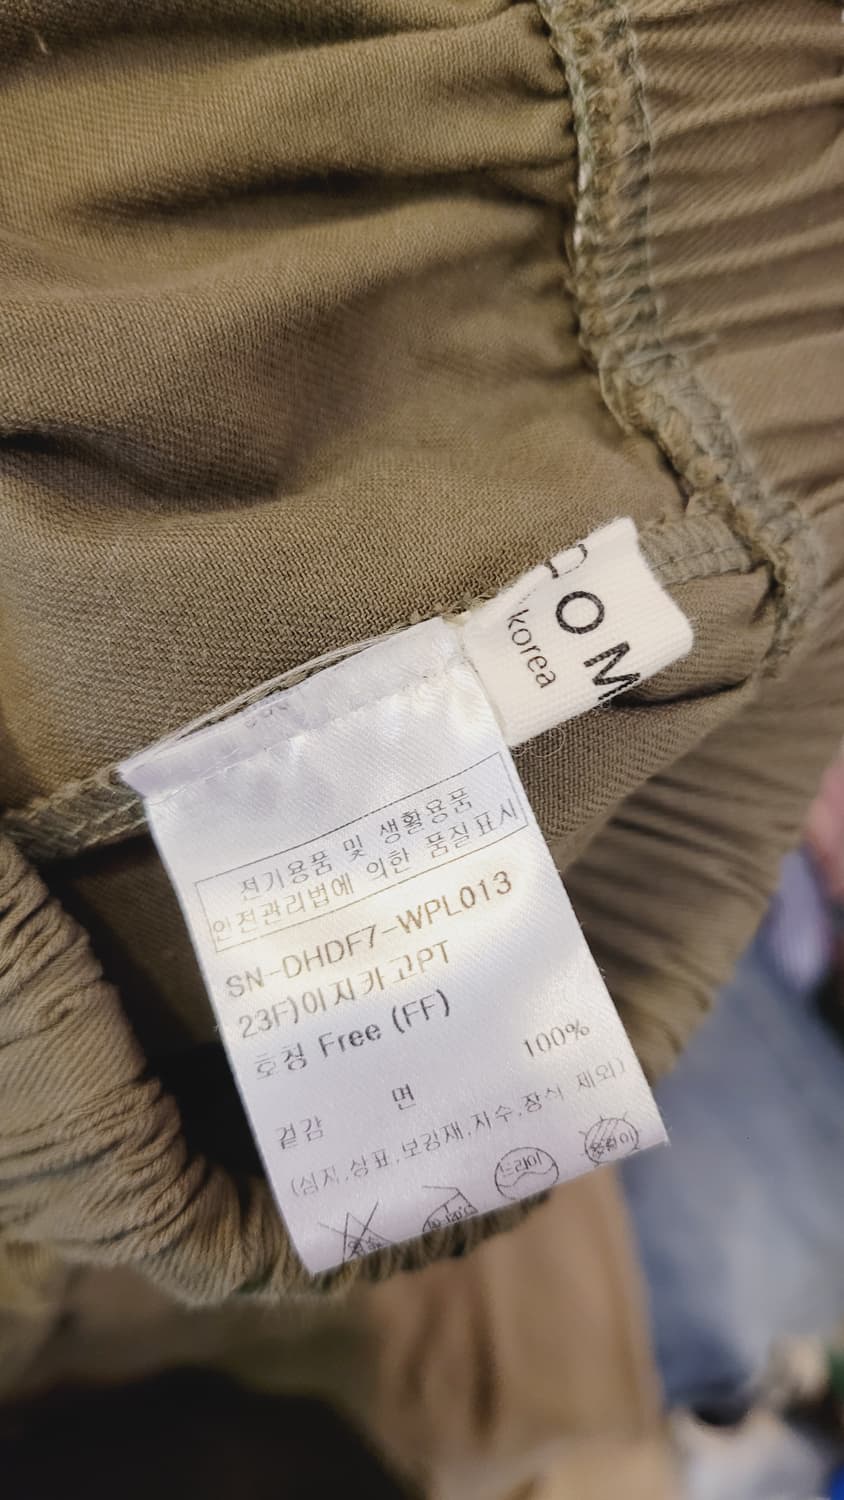 OM
korea
전기용품 및 생활용품
안전관리법에 의한 품질표시
SN-DHDF7-WPL013
23F)이지카고PT
호칭 Free (FF)
겉감 면 100%
(심지,상표,보강재,자수,장식 제외)
드라이